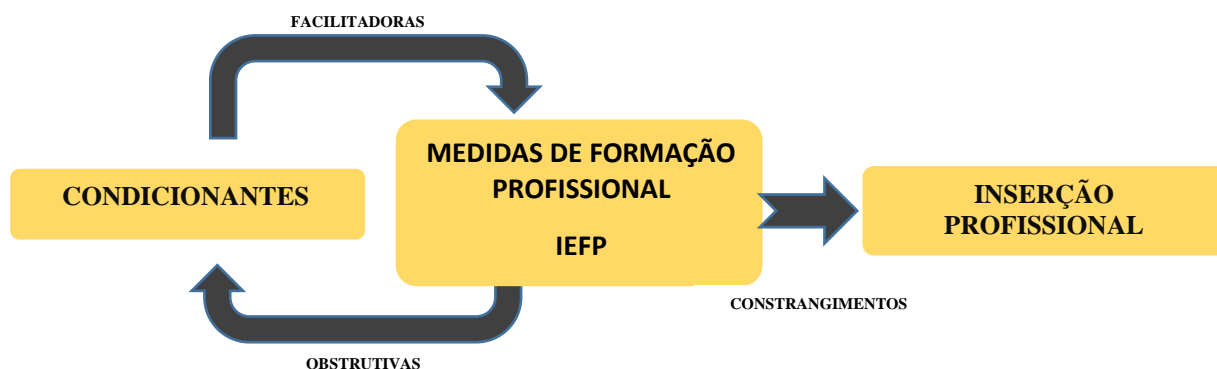 FACILITADORAS
CONDICIONANTES
MEDIDAS DE FORMAÇÃO
PROFISSIONAL
IEFP
INSERÇÃO
PROFISSIONAL
CONSTRANGIMENTOS
OBSTRUTIVAS